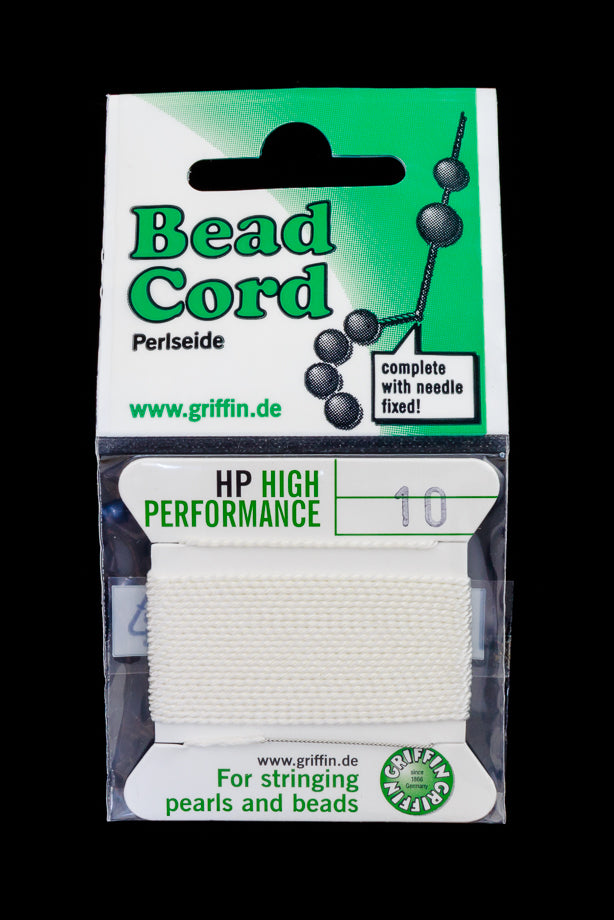 Bead
Cord
Perlseide
complete
with needle
fixed!
www.griffin.de
HP HIGH
PERFORMANCE
10
www.griffin.de
For stringing
pearls and beads
GRIFFIN GRIFFIN
since
1866
Germany